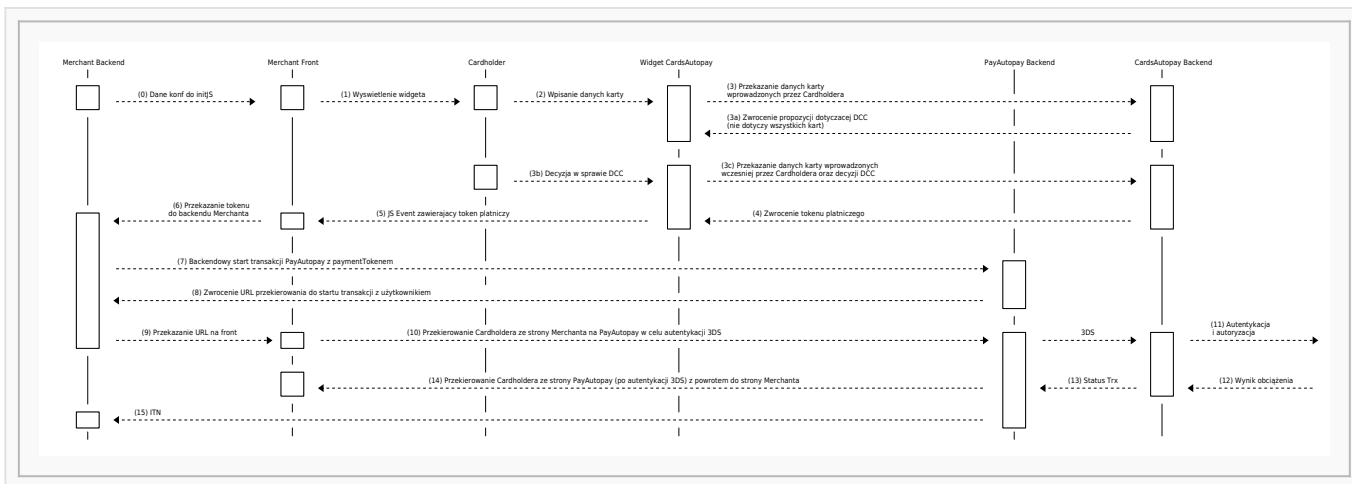 Merchant Backend
Merchant Front
Cardholder
Widget CardsAutopay
PayAutopay Backend
CardsAutopay Backend
(0) Dane konf do initJS
(1) Wyswietlenie widgeta
(2) Wpisanie danych karty
(3) Przekazanie danych karty
wprowadzonych przez Cardholdera
(3a) Zwrocenie propozycji dotyczacej DCC
(nie dotyczy wszystkich kart)
(3b) Decyzja w sprawie DCC
(3c) Przekazanie danych karty wprowadzonych
wczesniej przez Cardholdera oraz decyzji DCC
(6) Przekazanie tokenu
do backendu Merchanta
(5) JS Event zawierajacy token platniczy
(4) Zwrocenie tokenu platniczego
(7) Backendowy start transakcji PayAutopay z paymentTokenem
(8) Zwrocenie URL przekierowania do startu transakcji z użytkownikiem
(9) Przekazanie URL na front
(10) Przekierowanie Cardholdera ze strony Merchanta na PayAutopay w celu autentykacji 3DS
3DS
(11) Autentykacja
i autoryzacja
(14) Przekierowanie Cardholdera ze strony PayAutopay (po autentykacji 3DS) z powrotem do strony Merchanta
(13) Status Trx
(12) Wynik obciążenia
(15) ITN